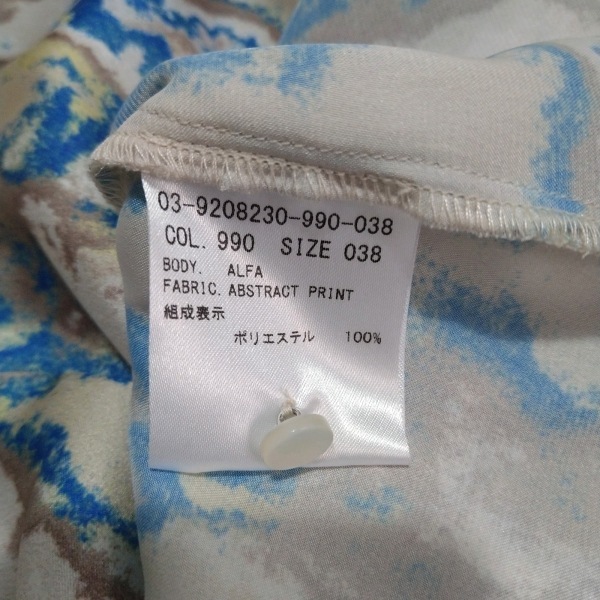 03-9208230-990-038
COL. 990 SIZE 038
BODY. ALFA
FABRIC. ABSTRACT PRINT
組成表示
ポリエステル 100%